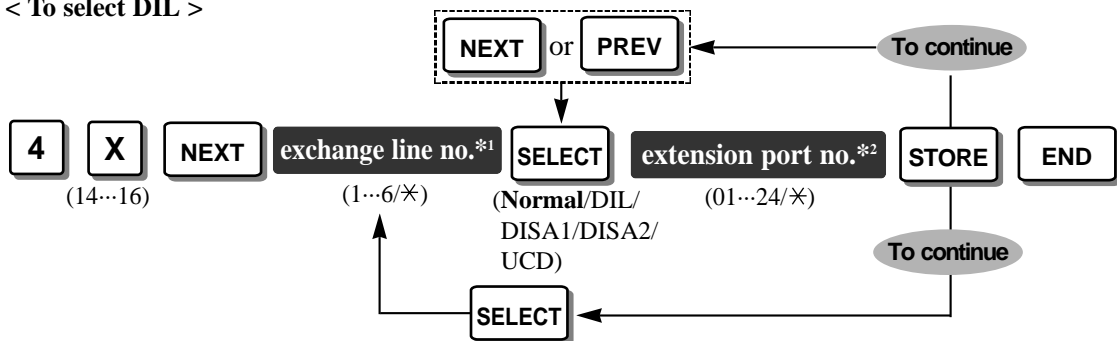 < To select DIL >
NEXT or PREV
To continue
4 X NEXT exchange line no.*1 SELECT extension port no.*2 STORE END
(14···16) (1···6/✳) (Normal/DIL/ (01···24/✳)
DISA1/DISA2/
UCD)
To continue
SELECT